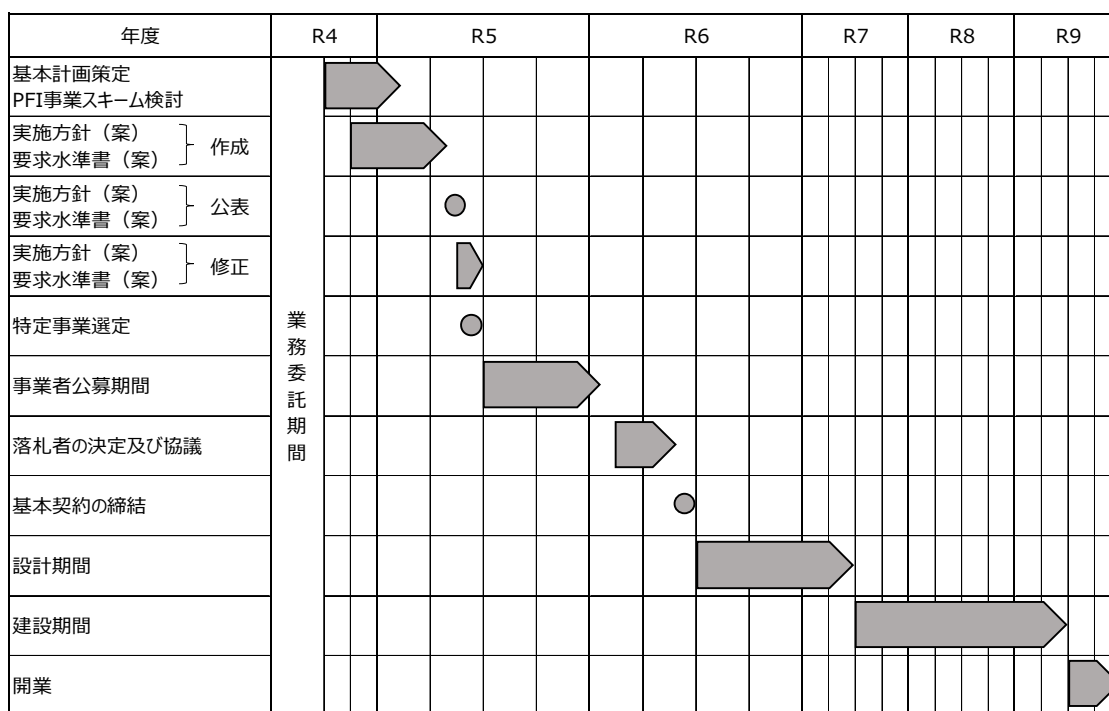 年度 R4 R5 R6 R7 R8 R9
基本計画策定
PFI事業スキーム検討
実施方針（案）
要求水準書（案） 作成
実施方針（案）
要求水準書（案） 公表
実施方針（案）
要求水準書（案） 修正
特定事業選定
事業者公募期間
落札者の決定及び協議
基本契約の締結
設計期間
建設期間
開業
業務委託期間